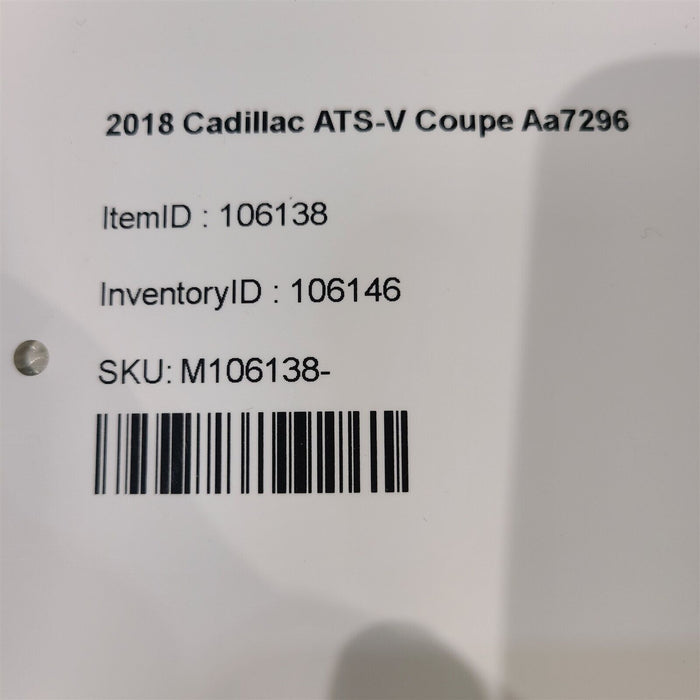 2018 Cadillac ATS-V Coupe Aa7296
ItemID : 106138
InventoryID : 106146
SKU: M106138-